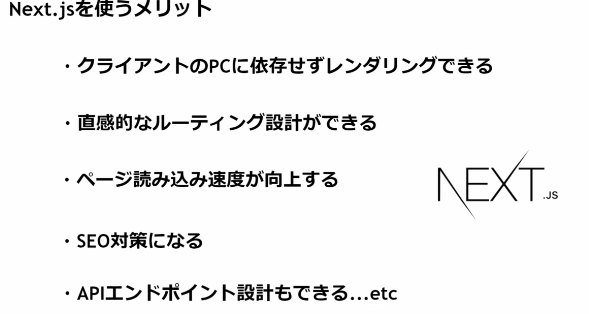 Next.jsを使うメリット
・クライアントのPCに依存せずレンダリングできる
・直感的なルーティング設計ができる
・ページ読み込み速度が向上する
NEXT.JS
・SEO対策になる
・APIエンドポイント設計もできる...etc